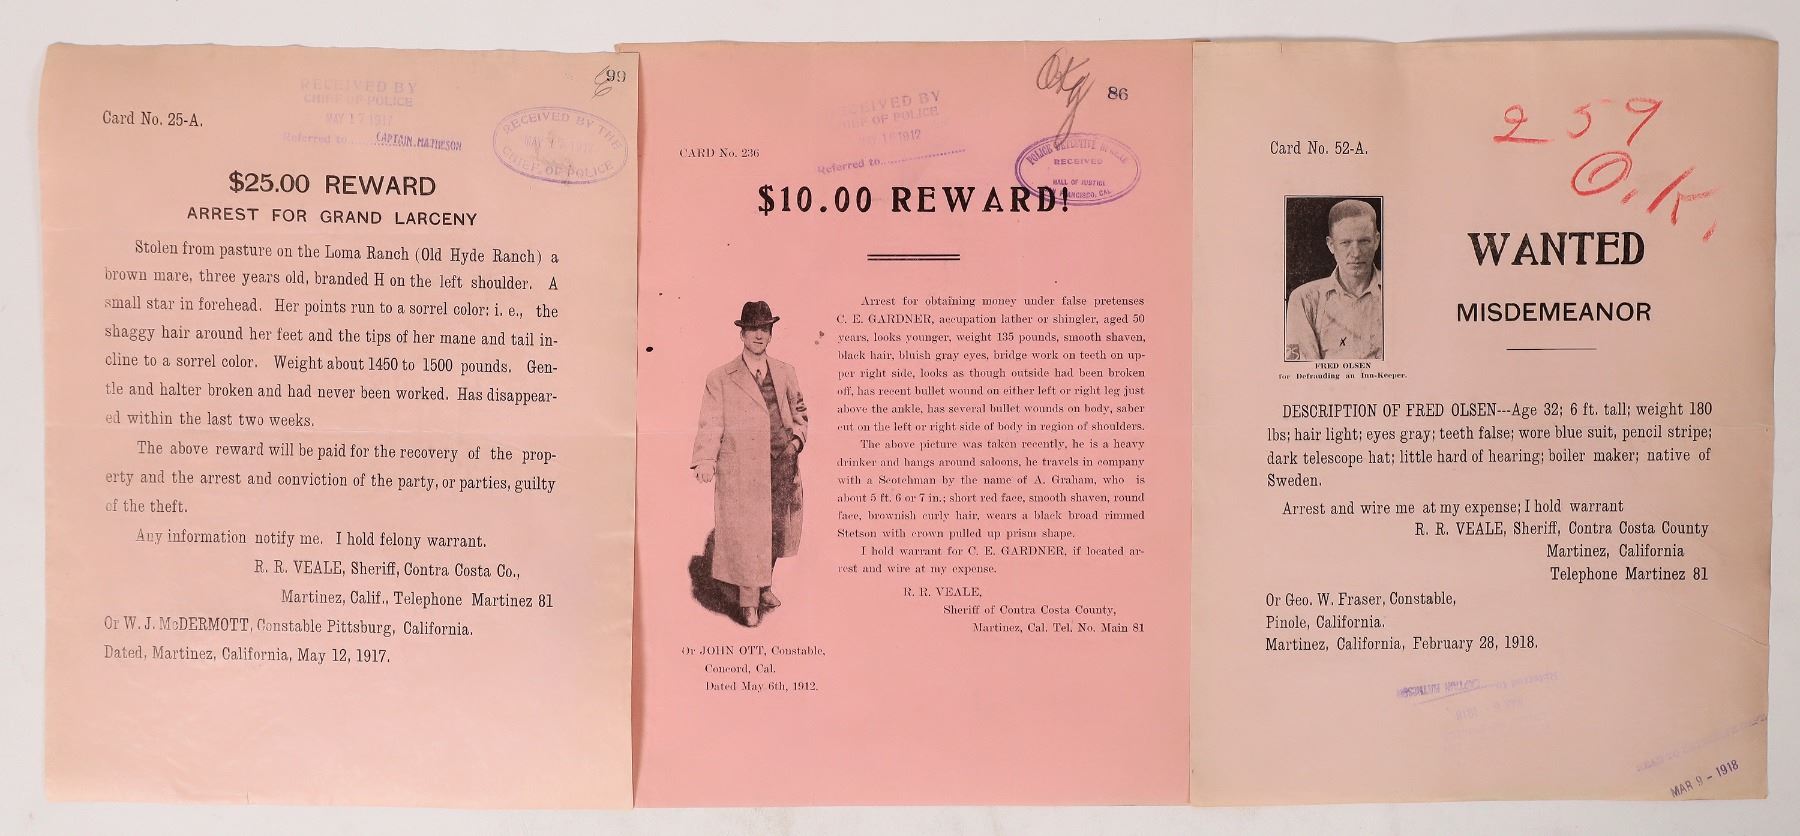 RECEIVED BY
CHIEF OF POLICE
MAY 17 1917
Referred to CAPTAIN MATHESON
99
RECEIVED BY THE
CHIEF OF POLICE
Card No. 25-A.
$25.00 REWARD
ARREST FOR GRAND LARCENY
Stolen from pasture on the Loma Ranch (Old Hyde Ranch) a
brown mare, three years old, branded H on the left shoulder. A
small star in forehead. Her points run to a sorrel color; i. e., the
shaggy hair around her feet and the tips of her mane and tail in-
cline to a sorrel color. Weight about 1450 to 1500 pounds. Gen-
tle and halter broken and had never been worked. Has disappear-
ed within the last two weeks.
The above reward will be paid for the recovery of the prop-
erty and the arrest and conviction of the party, or parties, guilty
of the theft.
Any information notify me. I hold felony warrant.
R. R. VEALE, Sheriff, Contra Costa Co.,
Martinez, Calif., Telephone Martinez 81
Or W. J. McDERMOTT, Constable Pittsburg, California.
Dated, Martinez, California, May 12, 1917.
86
RECEIVED BY
CHIEF OF POLICE
1912
Referred to
RECEIVED
HALL OF JUSTICE
SAN FRANCISCO, CAL.
CARD No. 236
$10.00 REWARD!
Arrest for obtaining money under false pretenses
C. E. GARDNER, accupation lather or shingler, aged 50
years, looks younger, weight 135 pounds, smooth shaven,
black hair, bluish gray eyes, bridge work on teeth on up-
per right side, looks as though outside had been broken
off, has recent bullet wound on either left or right leg just
above the ankle, has several bullet wounds on body, saber
cut on the left or right side of body in region of shoulders.
The above picture was taken recently, he is a heavy
drinker and hangs around saloons, he travels in company
with a Scotchman by the name of A. Graham, who is
about 5 ft. 6 or 7 in.; short red face, smooth shaven, round
face, brownish curly hair, wears a black broad rimmed
Stetson with crown pulled up prism shape.
I hold warrant for C. E. GARDNER, if located ar-
rest and wire at my expense.
R. R. VEALE,
Sheriff of Contra Costa County,
Martinez, Cal. Tel. No. Main 81
Or JOHN OTT, Constable,
Concord, Cal.
Dated May 6th, 1912.
259
O.K.
Card No. 52-A.
WANTED
MISDEMEANOR
x
FRED OLSEN
for Defrauding an Inn-Keeper.
DESCRIPTION OF FRED OLSEN---Age 32; 6 ft. tall; weight 180
lbs; hair light; eyes gray; teeth false; wore blue suit, pencil stripe;
dark telescope hat; little hard of hearing; boiler maker; native of
Sweden.
Arrest and wire me at my expense; I hold warrant
R. R. VEALE, Sheriff, Contra Costa County
Martinez, California
Telephone Martinez 81
Or Geo. W. Fraser, Constable,
Pinole, California.
Martinez, California, February 28, 1918.
Referred to CAPTAIN MATHESON
MAR 9 - 1918